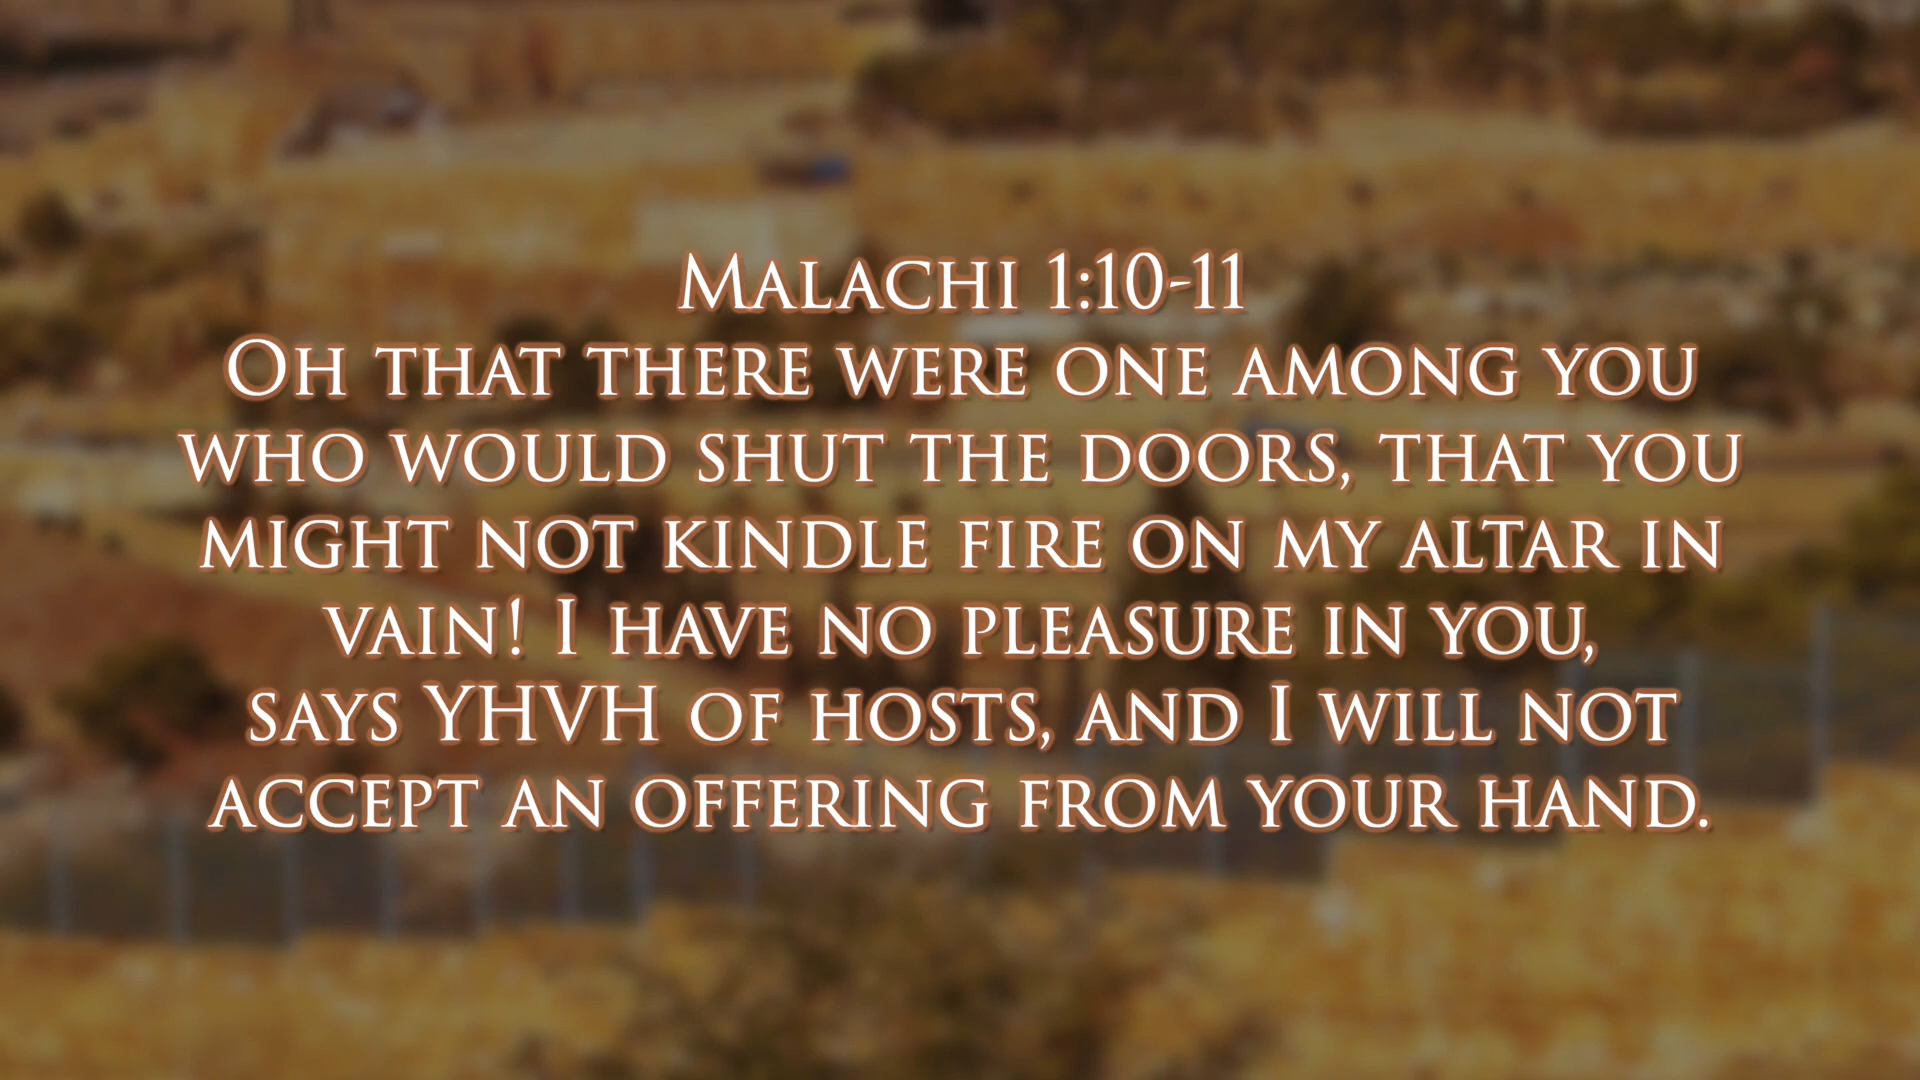 Malachi 1:10-11
Oh that there were one among you
who would shut the doors, that you
might not kindle fire on my altar in
vain! I have no pleasure in you,
says YHVH of hosts, and I will not
accept an offering from your hand.